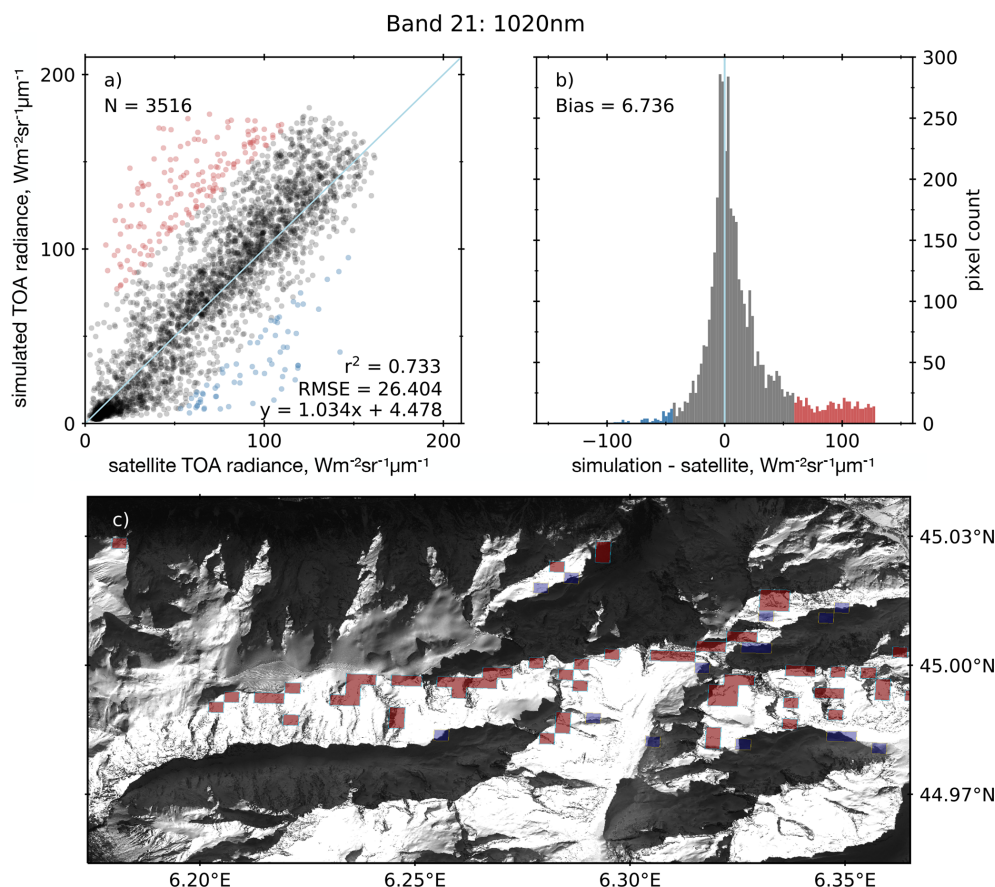 Band 21: 1020nm
a)
N = 3516
r² = 0.733
RMSE = 26.404
y = 1.034x + 4.478
200
100
0
0
100
200
simulated TOA radiance, Wm⁻²sr⁻¹µm⁻¹
satellite TOA radiance, Wm⁻²sr⁻¹µm⁻¹
b)
Bias = 6.736
300
250
200
150
100
50
0
pixel count
−100
0
100
simulation - satellite, Wm⁻²sr⁻¹µm⁻¹
c)
45.03°N
45.00°N
44.97°N
6.20°E
6.25°E
6.30°E
6.35°E